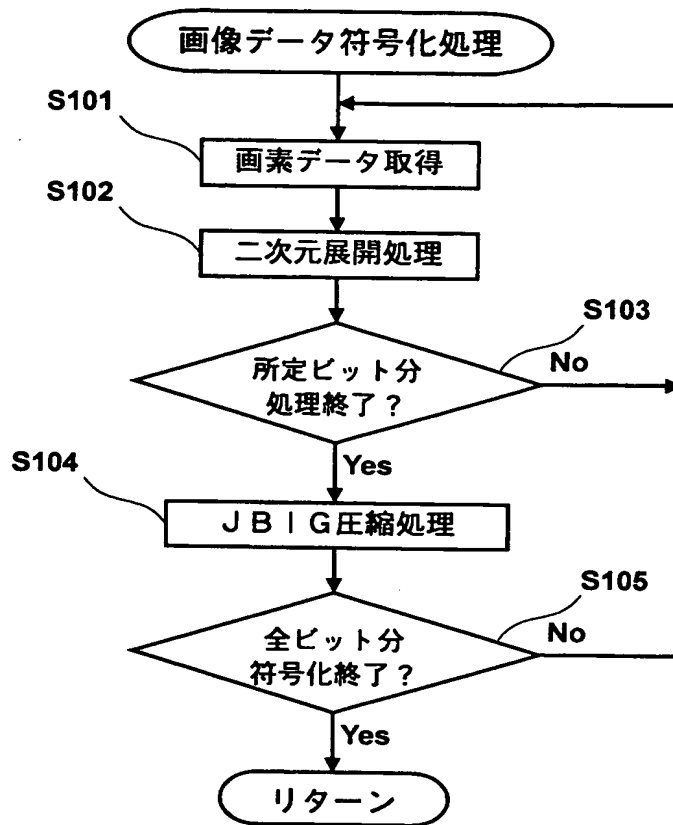 画像データ符号化処理
S101
画素データ取得
S102
二次元展開処理
S103
所定ビット分
処理終了？
No
Yes
S104
ＪＢＩＧ圧縮処理
S105
全ビット分
符号化終了？
No
Yes
リターン